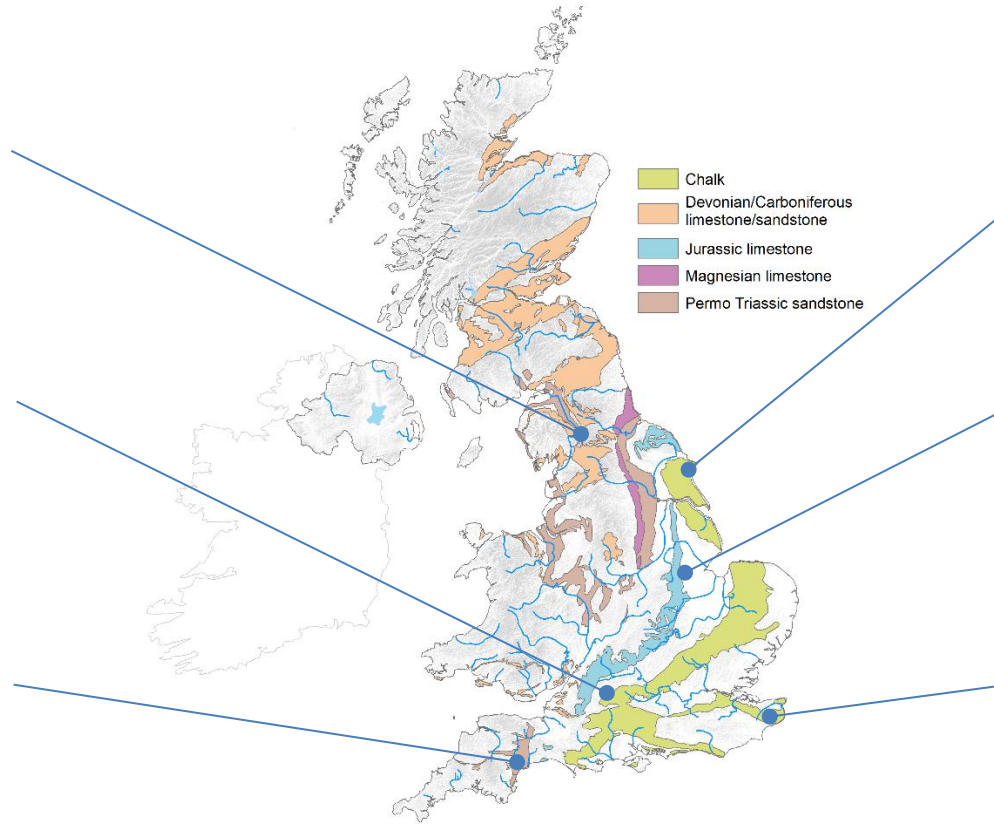 Chalk
Devonian/Carboniferous
limestone/sandstone
Jurassic limestone
Magnesian limestone
Permo Triassic sandstone